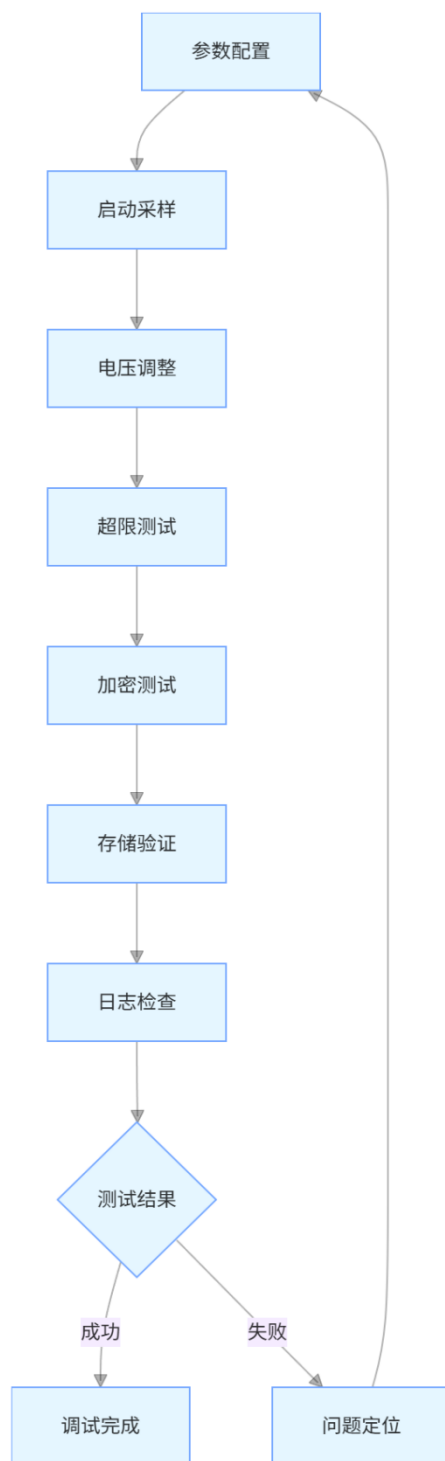 参数配置
启动采样
电压调整
超限测试
加密测试
存储验证
日志检查
测试结果
成功
失败
调试完成
问题定位